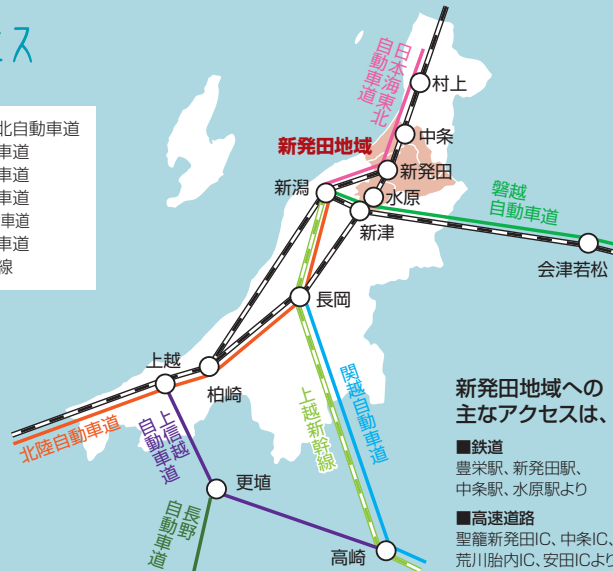 ス
北自動車道
車道
車道
車道
車道
車道
線
日本海東北
自動車道
村上
中条
新発田地域
新発田
新潟
水原
新津
磐越
自動車道
会津若松
長岡
上越
柏崎
北陸自動車道
上信越
自動車道
上越新幹線
関越自動車道
更埴
長野
自動車道
高崎
新発田地域への
主なアクセスは、
■鉄道
豊栄駅、新発田駅、
中条駅、水原駅より
■高速道路
聖籠新発田IC、中条IC、
荒川胎内IC、安田ICより